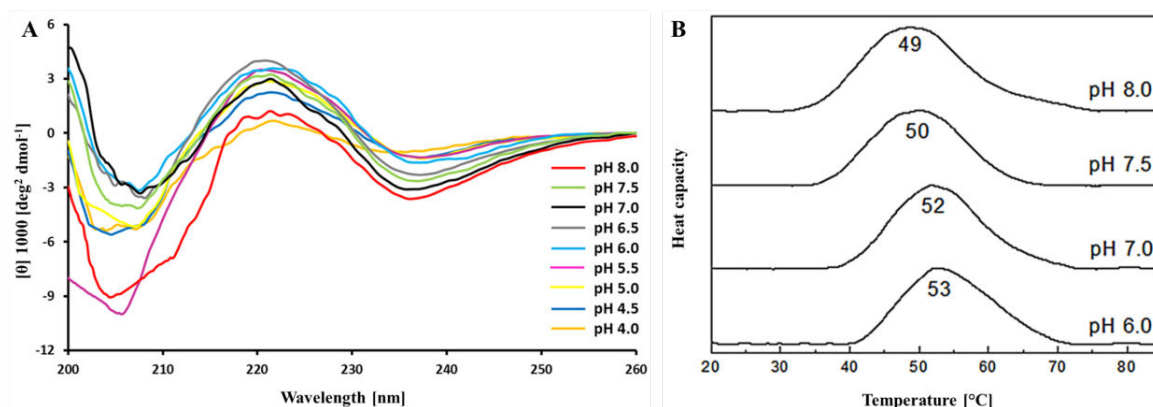 A
[θ] 1000 [deg² dmol⁻¹]
6
3
0
-3
-6
-9
-12
200
210
220
230
240
250
260
Wavelength [nm]
pH 8.0
pH 7.5
pH 7.0
pH 6.5
pH 6.0
pH 5.5
pH 5.0
pH 4.5
pH 4.0
B
Heat capacity
49
pH 8.0
50
pH 7.5
52
pH 7.0
53
pH 6.0
20
30
40
50
60
70
80
Temperature [°C]